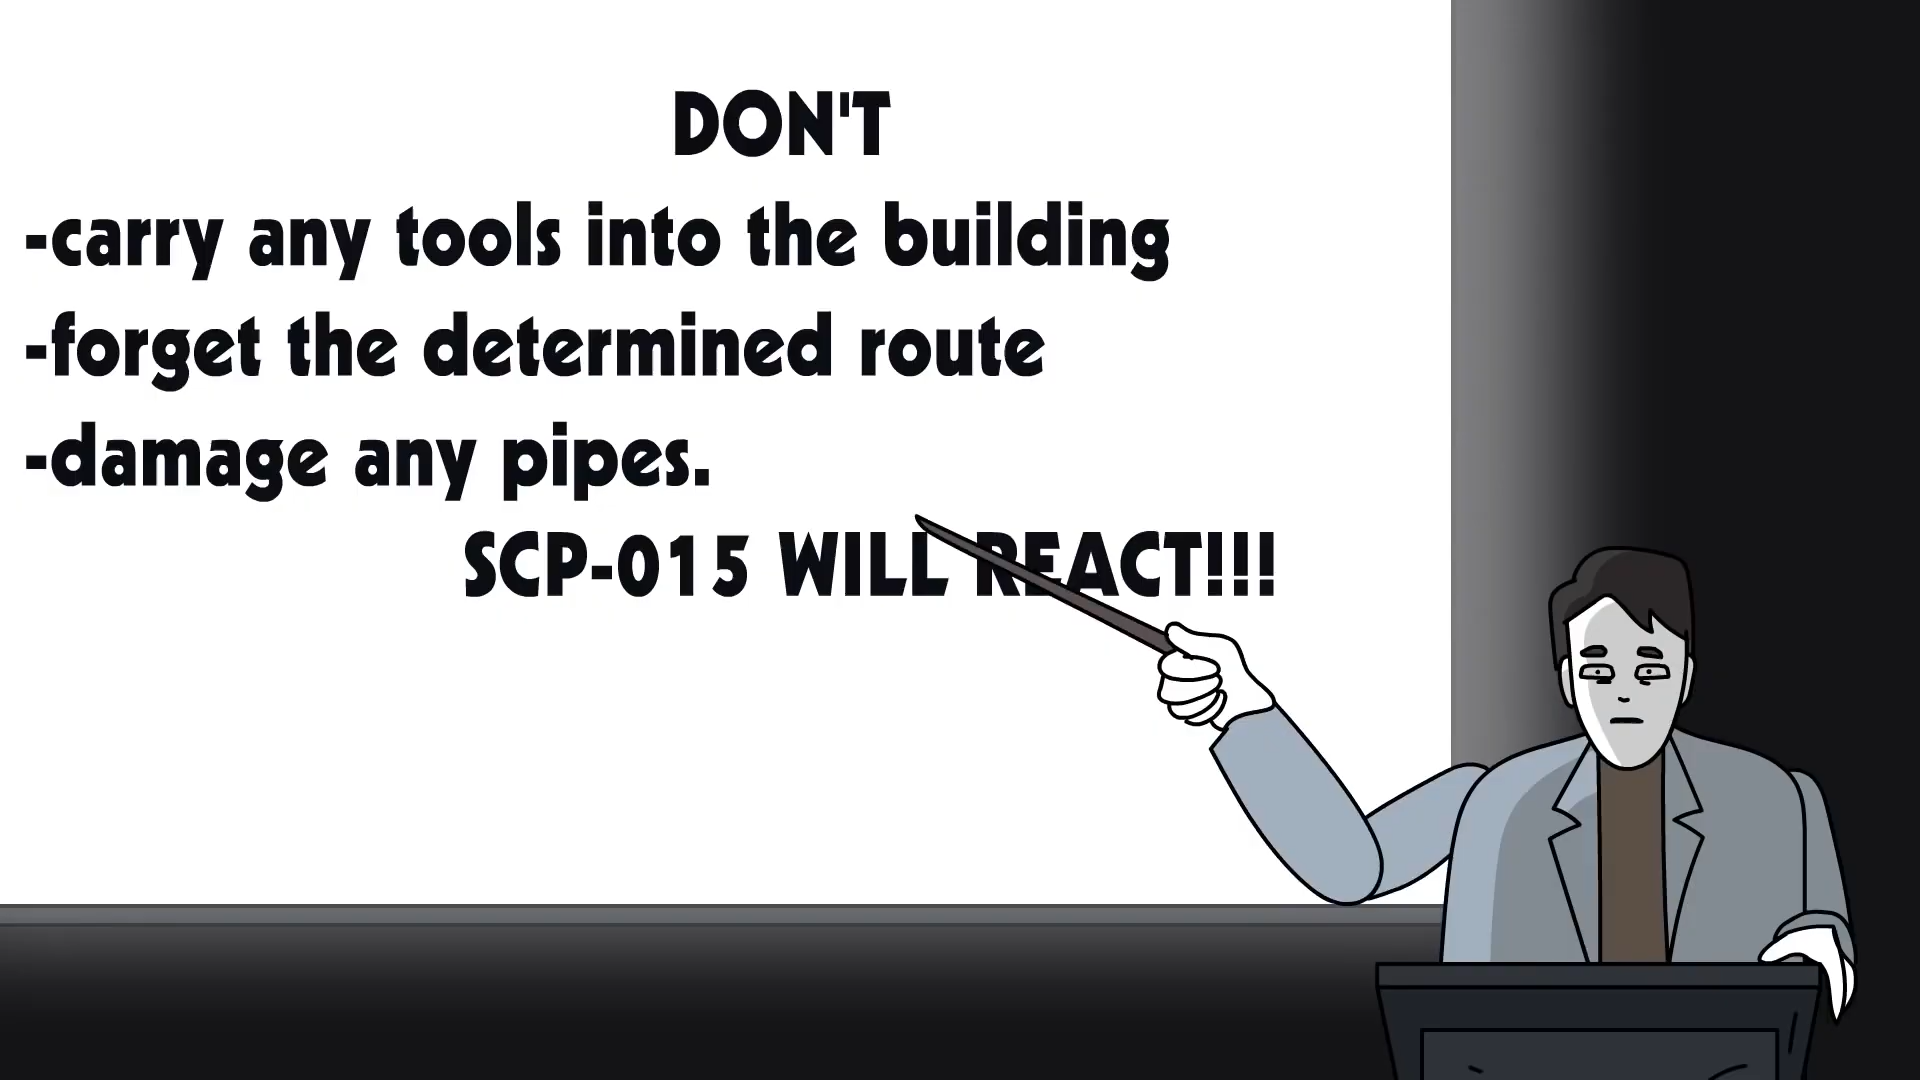 DON'T
-carry any tools into the building
-forget the determined route
-damage any pipes.
SCP-015 WILL REACT!!!